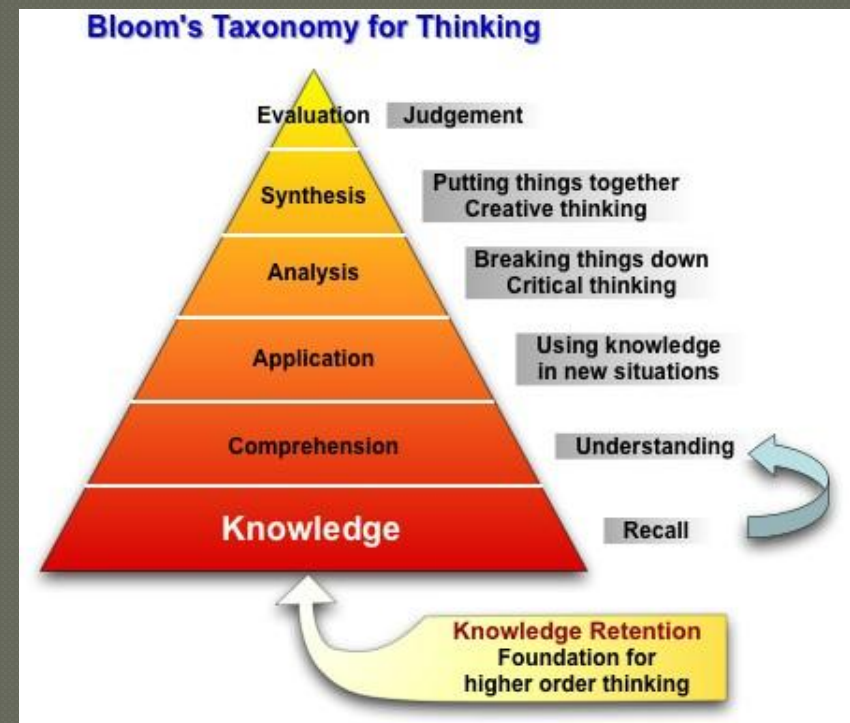 Bloom's Taxonomy for Thinking
Evaluation Judgement
Synthesis
Putting things together
Creative thinking
Analysis
Breaking things down
Critical thinking
Application
Using knowledge
in new situations
Comprehension Understanding
Knowledge Recall
Knowledge Retention
Foundation for
higher order thinking